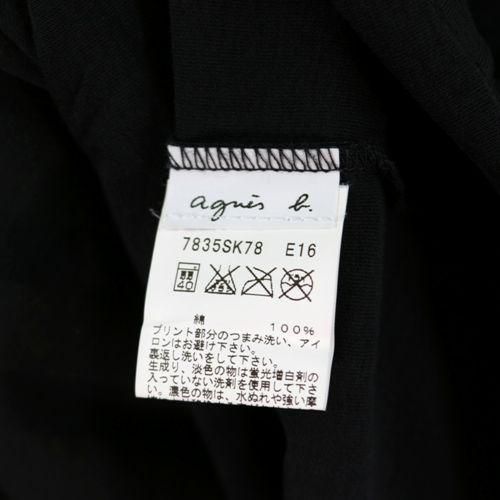 agnès b.
7835SK78 E16
40
綿 100%
プリント部分のつまみ洗い、アイ
ロンはお避け下さい。
裏返し洗いをして下さい。
生成り、淡色の物は蛍光増白剤の
入っていない洗剤を使用して下さ
い。濃色の物は、水ぬれや強い摩